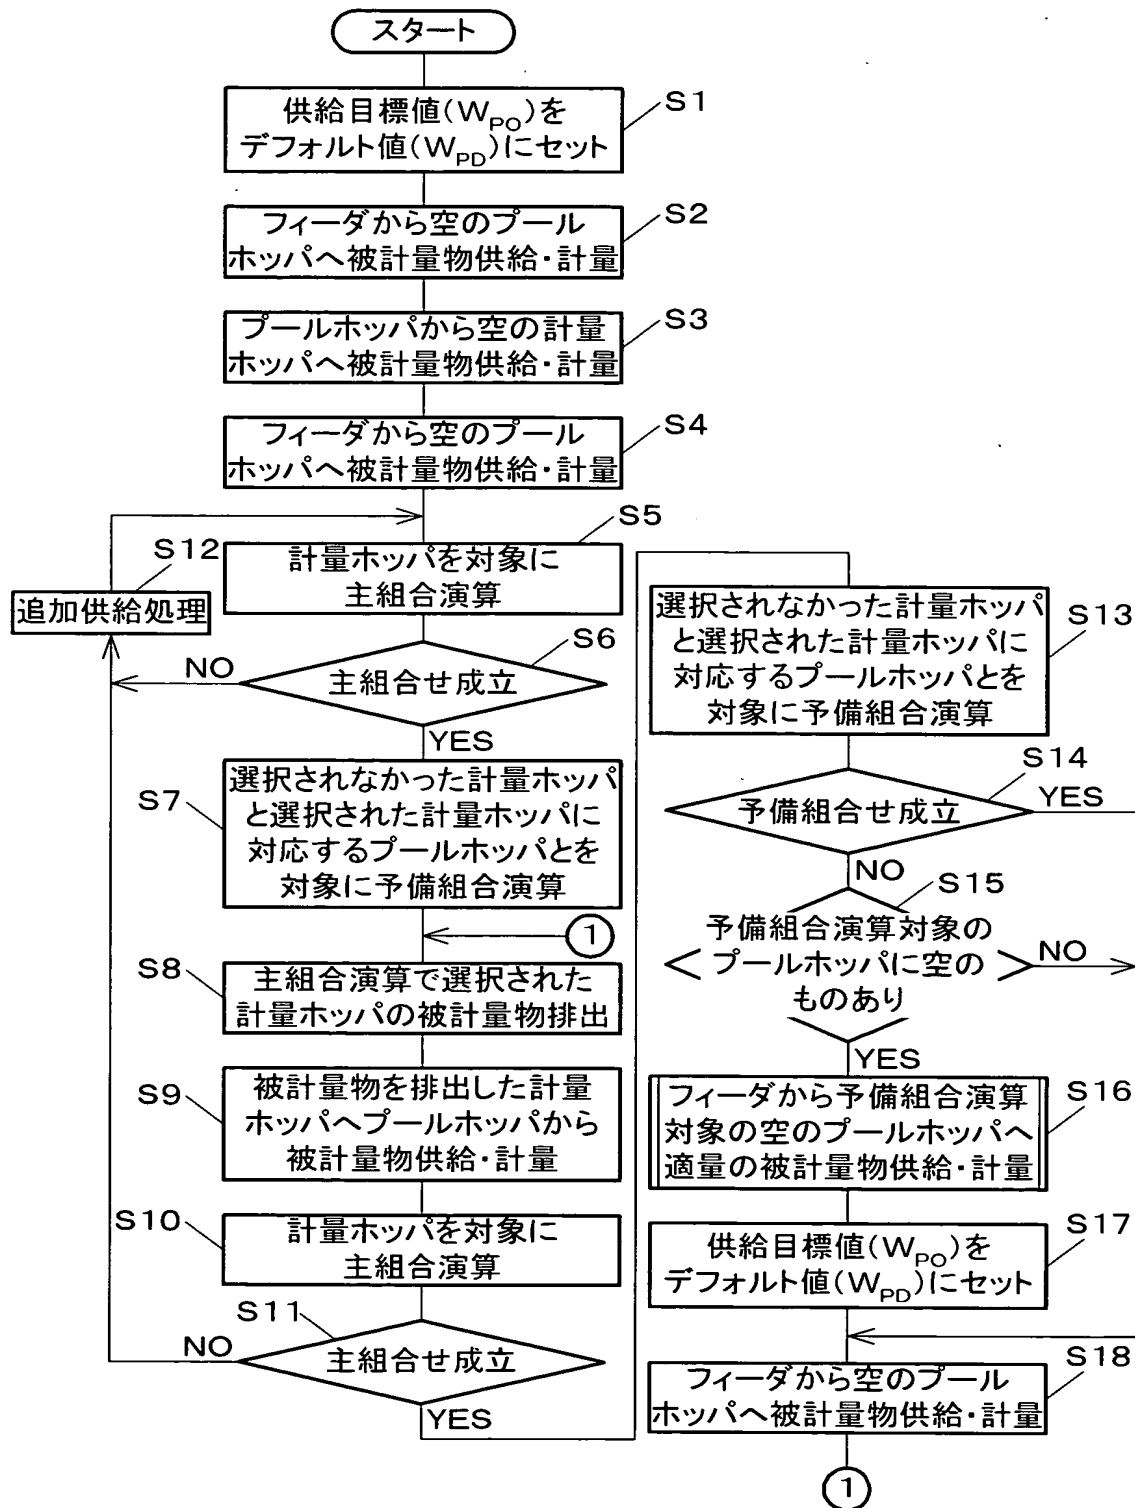 スタート
供給目標値(WPO)を
デフォルト値(WPD)にセット
S1
フィーダから空のプール
ホッパへ被計量物供給・計量
S2
プールホッパから空の計量
ホッパへ被計量物供給・計量
S3
フィーダから空のプール
ホッパへ被計量物供給・計量
S4
S5
計量ホッパを対象に
主組合演算
S12
追加供給処理
S6
主組合せ成立
NO
YES
S7
選択されなかった計量ホッパ
と選択された計量ホッパに
対応するプールホッパとを
対象に予備組合演算
1
S8
主組合演算で選択された
計量ホッパの被計量物排出
S9
被計量物を排出した計量
ホッパへプールホッパから
被計量物供給・計量
S10
計量ホッパを対象に
主組合演算
S11
主組合せ成立
NO
YES
選択されなかった計量ホッパ
と選択された計量ホッパに
対応するプールホッパとを
対象に予備組合演算
S13
S14
予備組合せ成立
YES
NO
S15
予備組合演算対象の
プールホッパに空の
ものあり
NO
YES
フィーダから予備組合演算
対象の空のプールホッパへ
適量の被計量物供給・計量
S16
供給目標値(WPO)を
デフォルト値(WPD)にセット
S17
S18
フィーダから空のプール
ホッパへ被計量物供給・計量
1